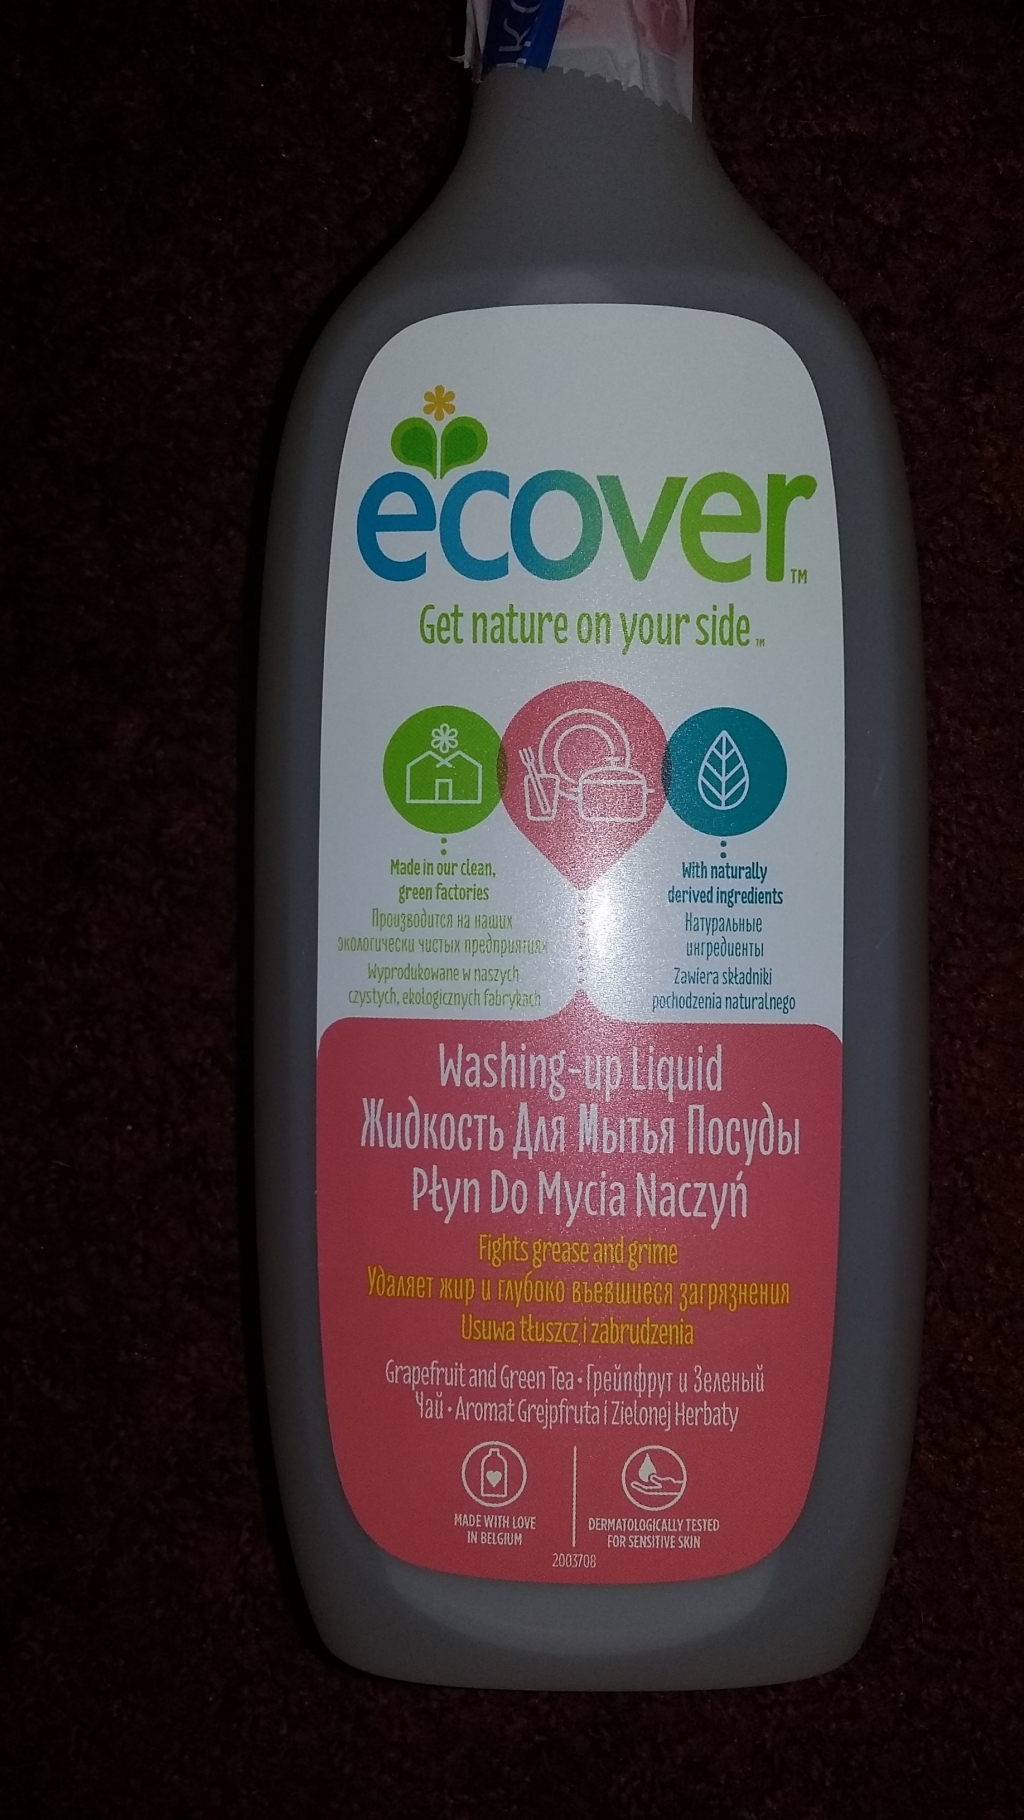 ecover™
Get nature on your side™
Made in our clean,
green factories
Производится на наших
экологически чистых предприятиях
Wyprodukowane w naszych
czystych, ekologicznych fabrykach
With naturally
derived ingredients
Натуральные
ингредиенты
Zawiera składniki
pochodzenia naturalnego
Washing-up Liquid
Жидкость Для Мытья Посуды
Płyn Do Mycia Naczyń
Fights grease and grime
Удаляет жир и глубоко въевшиеся загрязнения
Usuwa tłuszcz i zabrudzenia
Grapefruit and Green Tea • Грейпфрут и Зеленый
Чай • Aromat Grejpfruta i Zielonej Herbaty
MADE WITH LOVE
IN BELGIUM
DERMATOLOGICALLY TESTED
FOR SENSITIVE SKIN
2003708